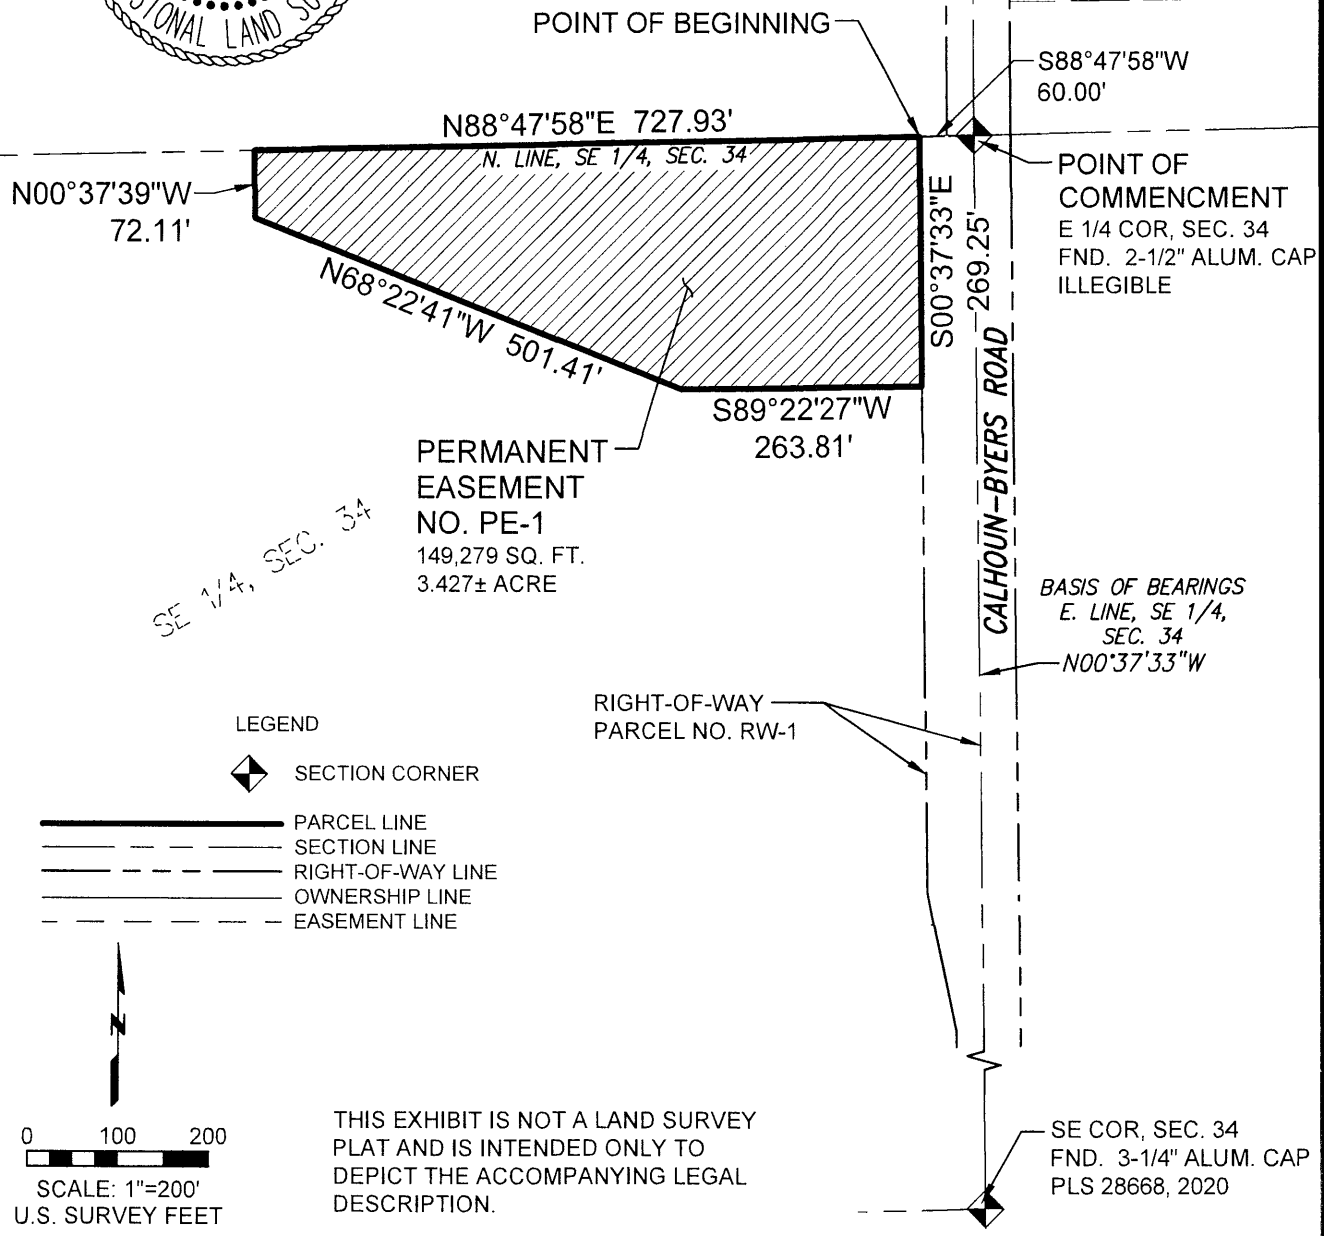 SIONAL LAND SU
POINT OF BEGINNING
S88°47'58"W
60.00'
N88°47'58"E 727.93'
N. LINE, SE 1/4, SEC. 34
N00°37'39"W
72.11'
POINT OF
COMMENCMENT
E 1/4 COR, SEC. 34
FND. 2-1/2" ALUM. CAP
ILLEGIBLE
S00°37'33"E
269.25'
N68°22'41"W 501.41'
S89°22'27"W
263.81'
PERMANENT
EASEMENT
NO. PE-1
149,279 SQ. FT.
3.427± ACRE
CALHOUN-BYERS ROAD
SE 1/4, SEC. 34
BASIS OF BEARINGS
E. LINE, SE 1/4,
SEC. 34
N00°37'33"W
RIGHT-OF-WAY
PARCEL NO. RW-1
LEGEND
SECTION CORNER
PARCEL LINE
SECTION LINE
RIGHT-OF-WAY LINE
OWNERSHIP LINE
EASEMENT LINE
N
0 100 200
SCALE: 1"=200'
U.S. SURVEY FEET
THIS EXHIBIT IS NOT A LAND SURVEY
PLAT AND IS INTENDED ONLY TO
DEPICT THE ACCOMPANYING LEGAL
DESCRIPTION.
SE COR, SEC. 34
FND. 3-1/4" ALUM. CAP
PLS 28668, 2020